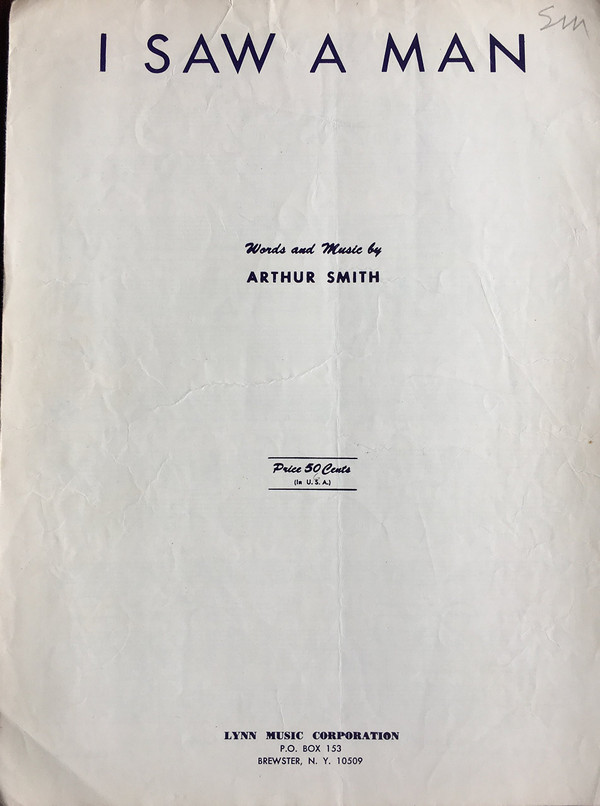 I SAW A MAN
Words and Music by
ARTHUR SMITH
Price 50 Cents
(In U. S. A.)
LYNN MUSIC CORPORATION
P.O. BOX 153
BREWSTER, N. Y. 10509